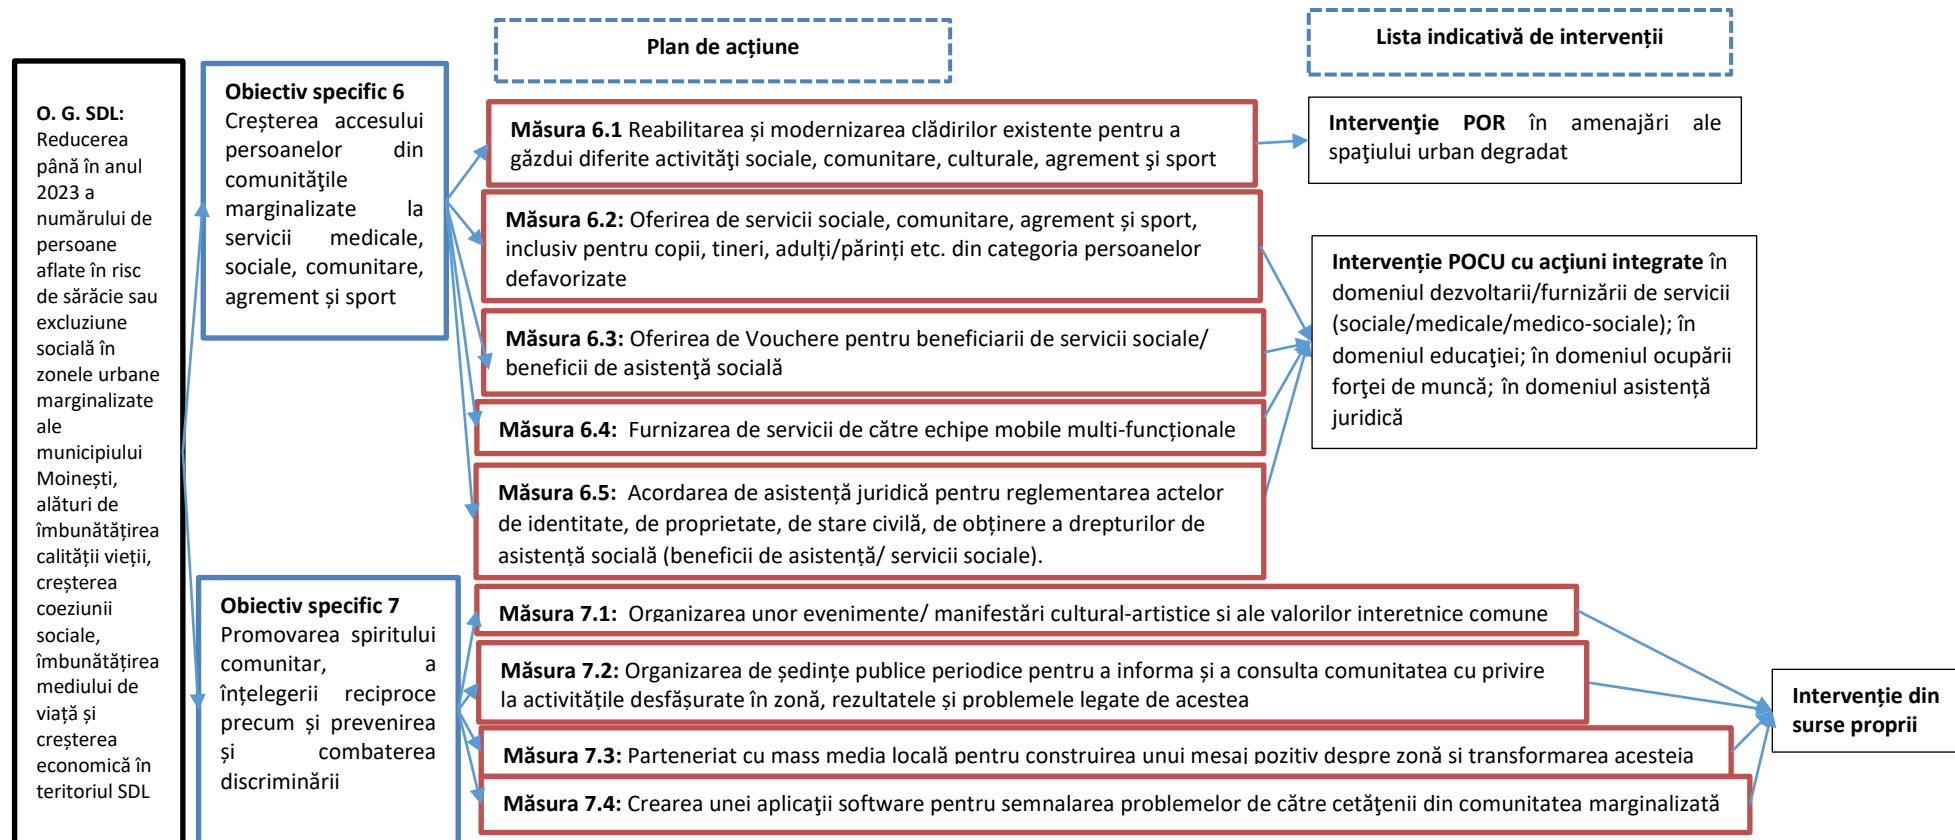 Plan de acțiune
Lista indicativă de intervenții
O. G. SDL:
Reducerea
până în anul
2023 a
numărului de
persoane
aflate în risc
de sărăcie sau
excluziune
socială în
zonele urbane
marginalizate
ale
municipiului
Moinești,
alături de
îmbunătățirea
calității vieții,
creșterea
coeziunii
sociale,
îmbunătățirea
mediului de
viață și
creșterea
economică în
teritoriul SDL
Obiectiv specific 6
Creșterea accesului
persoanelor din
comunităţile
marginalizate la
servicii medicale,
sociale, comunitare,
agrement și sport
Măsura 6.1 Reabilitarea și modernizarea clădirilor existente pentru a
găzdui diferite activităţi sociale, comunitare, culturale, agrement şi sport
Măsura 6.2: Oferirea de servicii sociale, comunitare, agrement și sport,
inclusiv pentru copii, tineri, adulți/părinți etc. din categoria persoanelor
defavorizate
Măsura 6.3: Oferirea de Vouchere pentru beneficiarii de servicii sociale/
beneficii de asistenţă socială
Măsura 6.4: Furnizarea de servicii de către echipe mobile multi-funcționale
Măsura 6.5: Acordarea de asistență juridică pentru reglementarea actelor
de identitate, de proprietate, de stare civilă, de obținere a drepturilor de
asistență socială (beneficii de asistență/ servicii sociale).
Intervenţie POR în amenajări ale
spaţiului urban degradat
Intervenție POCU cu acţiuni integrate în
domeniul dezvoltarii/furnizării de servicii
(sociale/medicale/medico-sociale); în
domeniul educaţiei; în domeniul ocupării
forţei de muncă; în domeniul asistență
juridică
Obiectiv specific 7
Promovarea spiritului
comunitar, a
înțelegerii reciproce
precum și prevenirea
și combaterea
discriminării
Măsura 7.1: Organizarea unor evenimente/ manifestări cultural-artistice si ale valorilor interetnice comune
Măsura 7.2: Organizarea de ședințe publice periodice pentru a informa și a consulta comunitatea cu privire
la activitățile desfășurate în zonă, rezultatele și problemele legate de acestea
Măsura 7.3: Parteneriat cu mass media locală pentru construirea unui mesaj pozitiv despre zonă si transformarea acesteia
Măsura 7.4: Crearea unei aplicaţii software pentru semnalarea problemelor de către cetăţenii din comunitatea marginalizată
Intervenție din
surse proprii